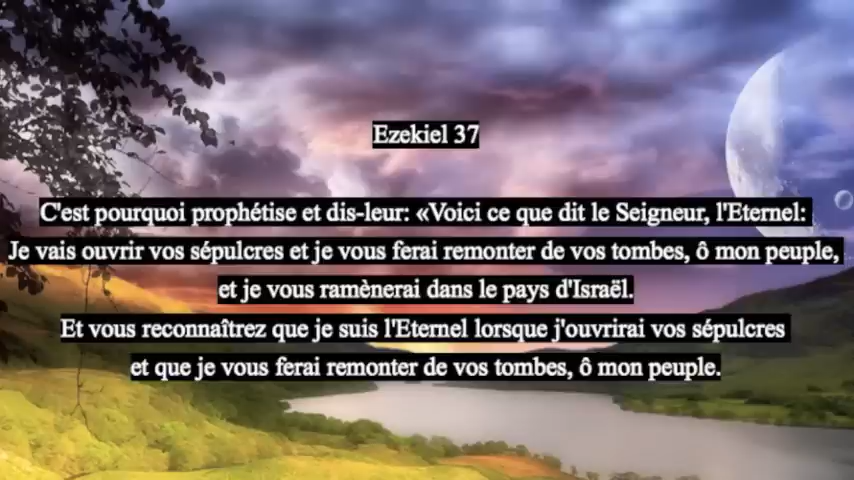 Ezekiel 37
C'est pourquoi prophétise et dis-leur: «Voici ce que dit le Seigneur, l'Eternel:
Je vais ouvrir vos sépulcres et je vous ferai remonter de vos tombes, ô mon peuple,
et je vous ramènerai dans le pays d'Israël.
Et vous reconnaîtrez que je suis l'Eternel lorsque j'ouvrirai vos sépulcres
et que je vous ferai remonter de vos tombes, ô mon peuple.